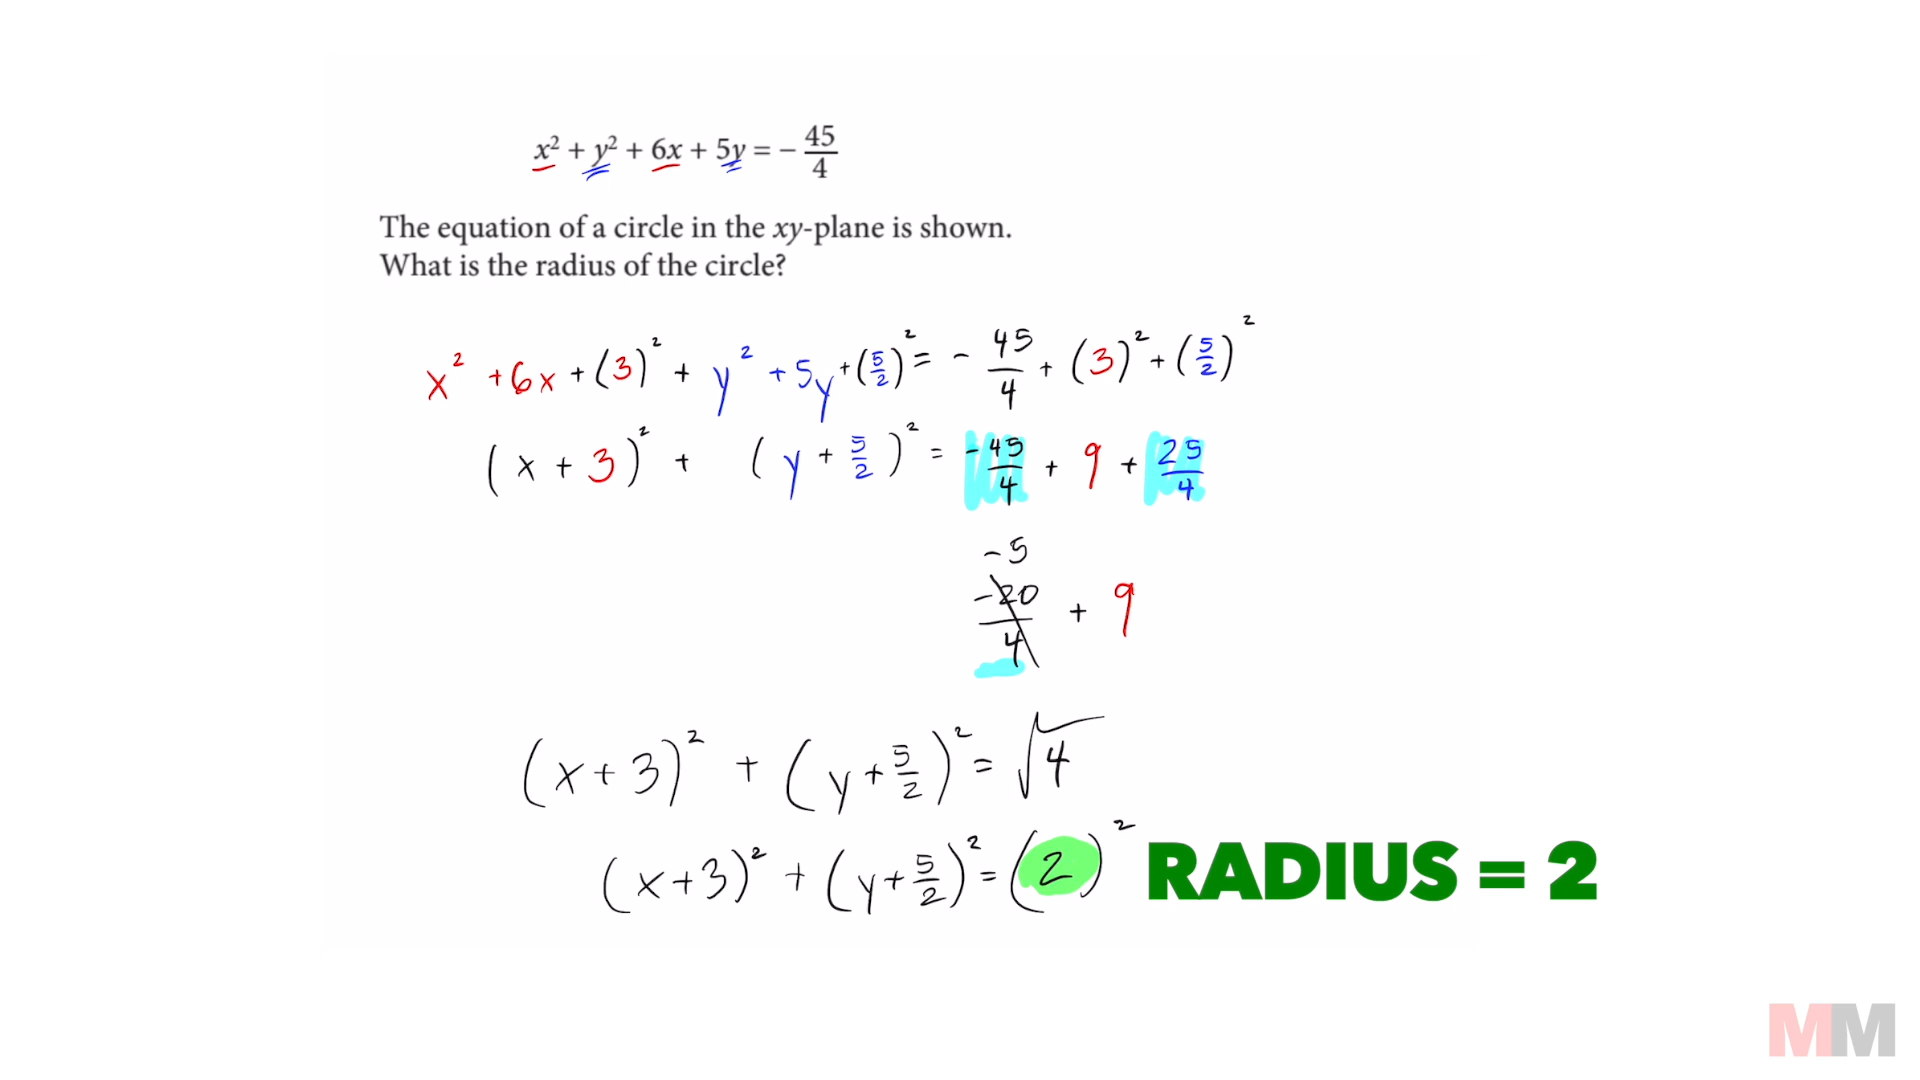 x² + y² + 6x + 5y = − 45/4
The equation of a circle in the xy-plane is shown.
What is the radius of the circle?
x² + 6x + (3)² + y² + 5y + (5/2)² = − 45/4 + (3)² + (5/2)²
(x + 3)² + (y + 5/2)² = −45/4 + 9 + 25/4
−5
−20/4 + 9
(x + 3)² + (y + 5/2)² = √4
(x + 3)² + (y + 5/2)² = (2)² RADIUS = 2
MM